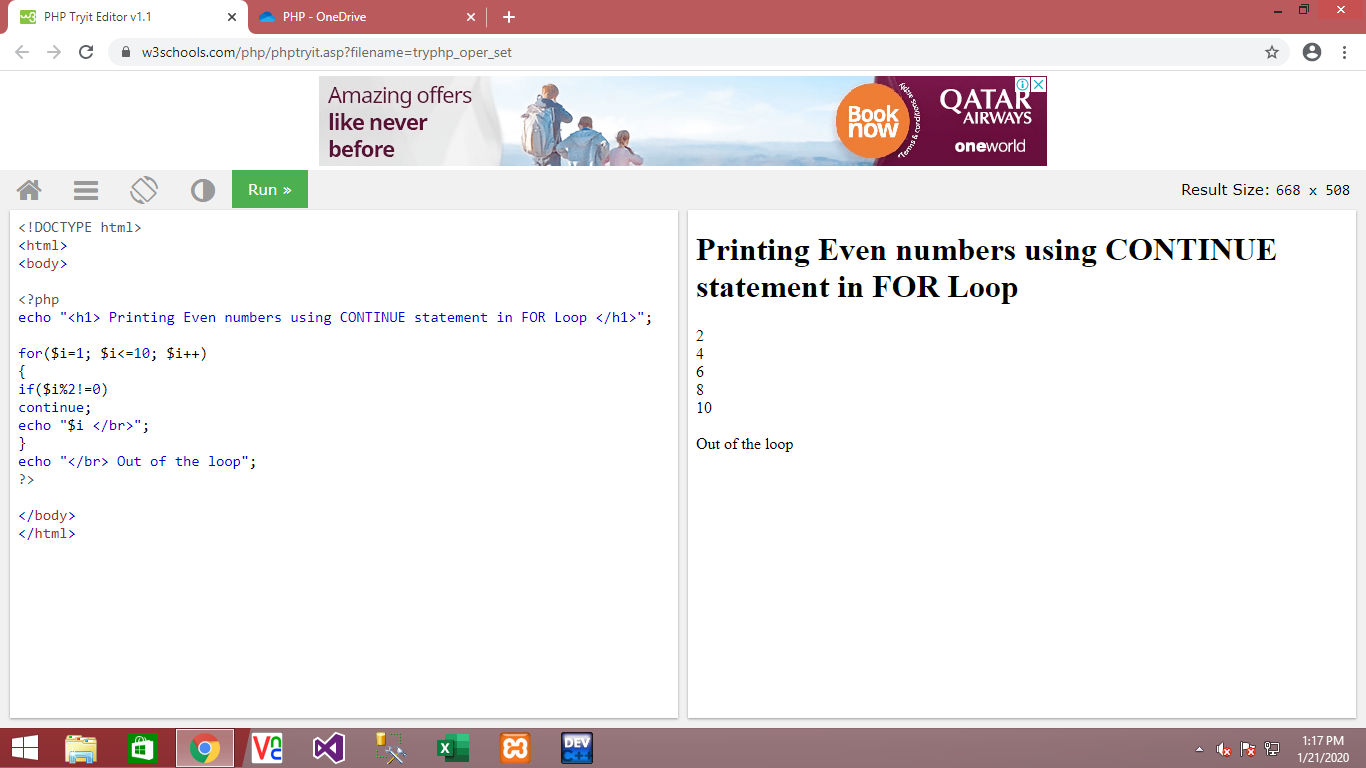 PHP Tryit Editor v1.1
PHP - OneDrive
w3schools.com/php/phptryit.asp?filename=tryphp_oper_set
Amazing offers
like never
before
Book
now
Terms & conditions apply
QATAR
AIRWAYS
oneworld
Run »
Result Size: 668 x 508
<!DOCTYPE html>
<html>
<body>
<?php
echo "<h1> Printing Even numbers using CONTINUE statement in FOR Loop </h1>";
for($i=1; $i<=10; $i++)
{
if($i%2!=0)
continue;
echo "$i </br>";
}
echo "</br> Out of the loop";
?>
</body>
</html>
Printing Even numbers using CONTINUE
statement in FOR Loop
2
4
6
8
10
Out of the loop
DEV
C++
1:17 PM
1/21/2020